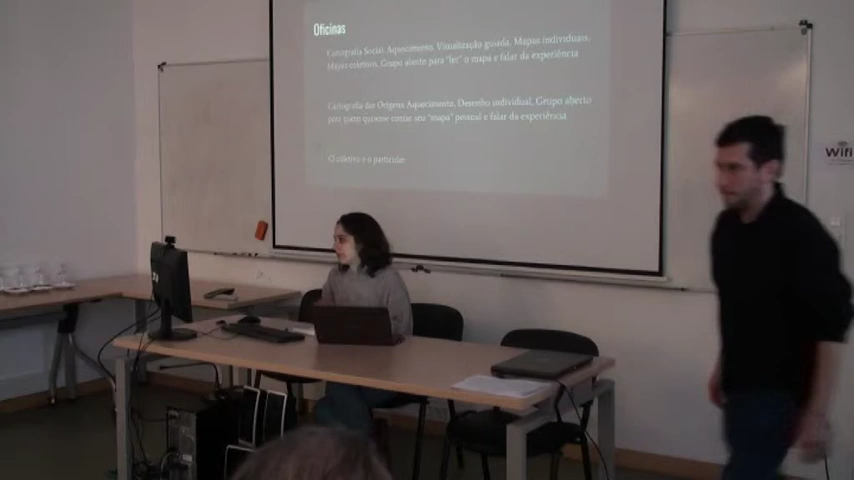 Oficinas
Cartografia Social: Aquecimento, Visualização guiada, Mapas individuais,
Mapas coletivos, Grupo aberto para "ler" o mapa e falar da experiência
Cartografia das Origens: Aquecimento, Desenho individual, Grupo aberto
para quem quisesse contar seu "mapa" pessoal e falar da experiência
O coletivo e o particular
Wifi